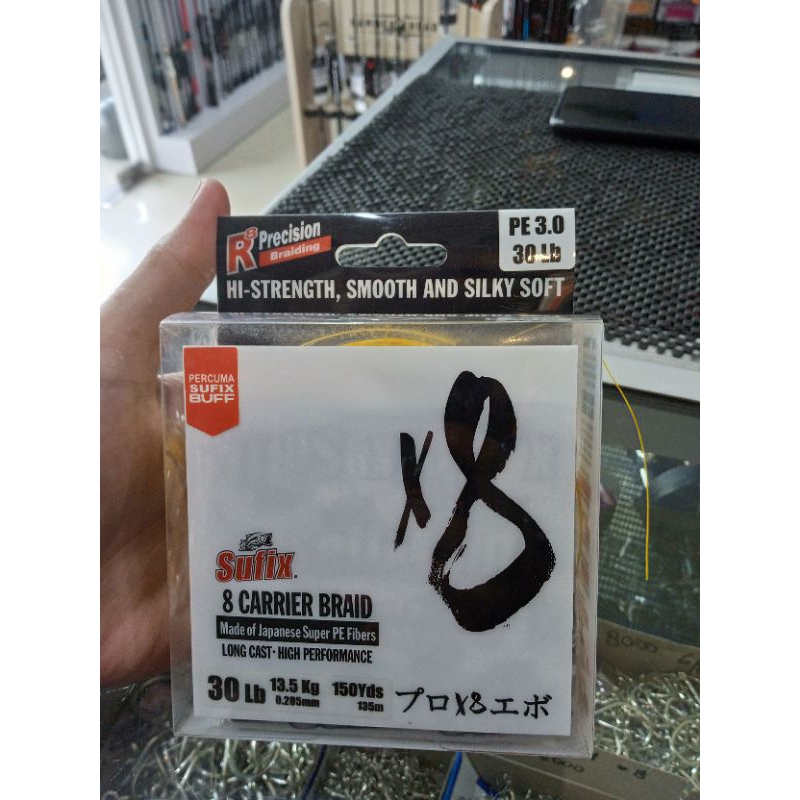 R8 Precision
Braiding
PE 3.0
30 Lb
HI-STRENGTH, SMOOTH AND SILKY SOFT
PERCUMA
SUFIX
BUFF
x8
Sufix
8 CARRIER BRAID
Made of Japanese Super PE Fibers
LONG CAST · HIGH PERFORMANCE
30 Lb 13.5 Kg 150Yds
0.285mm 135m
プロX8エボ
8000